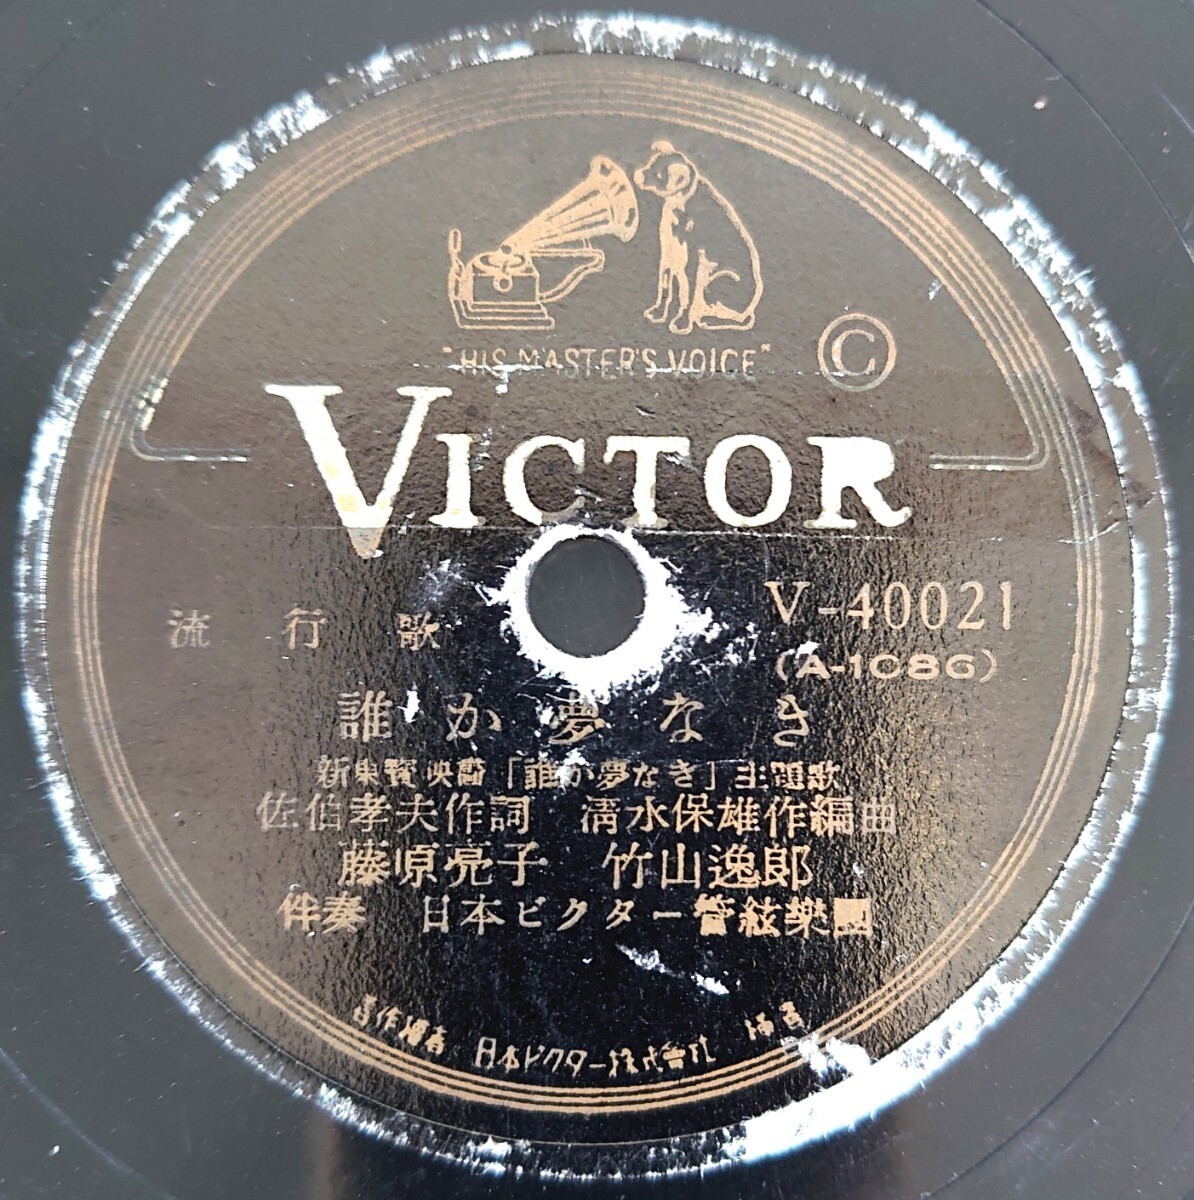 "HIS MASTER'S VOICE"
©
VICTOR
流行歌
V-40021
(A-1086)
誰か夢なき
新東寶映畫「誰か夢なき」主題歌
佐伯孝夫作詞 清水保雄作編曲
藤原亮子 竹山逸郎
伴奏 日本ビクター管絃樂團
日本ビクター株式會社